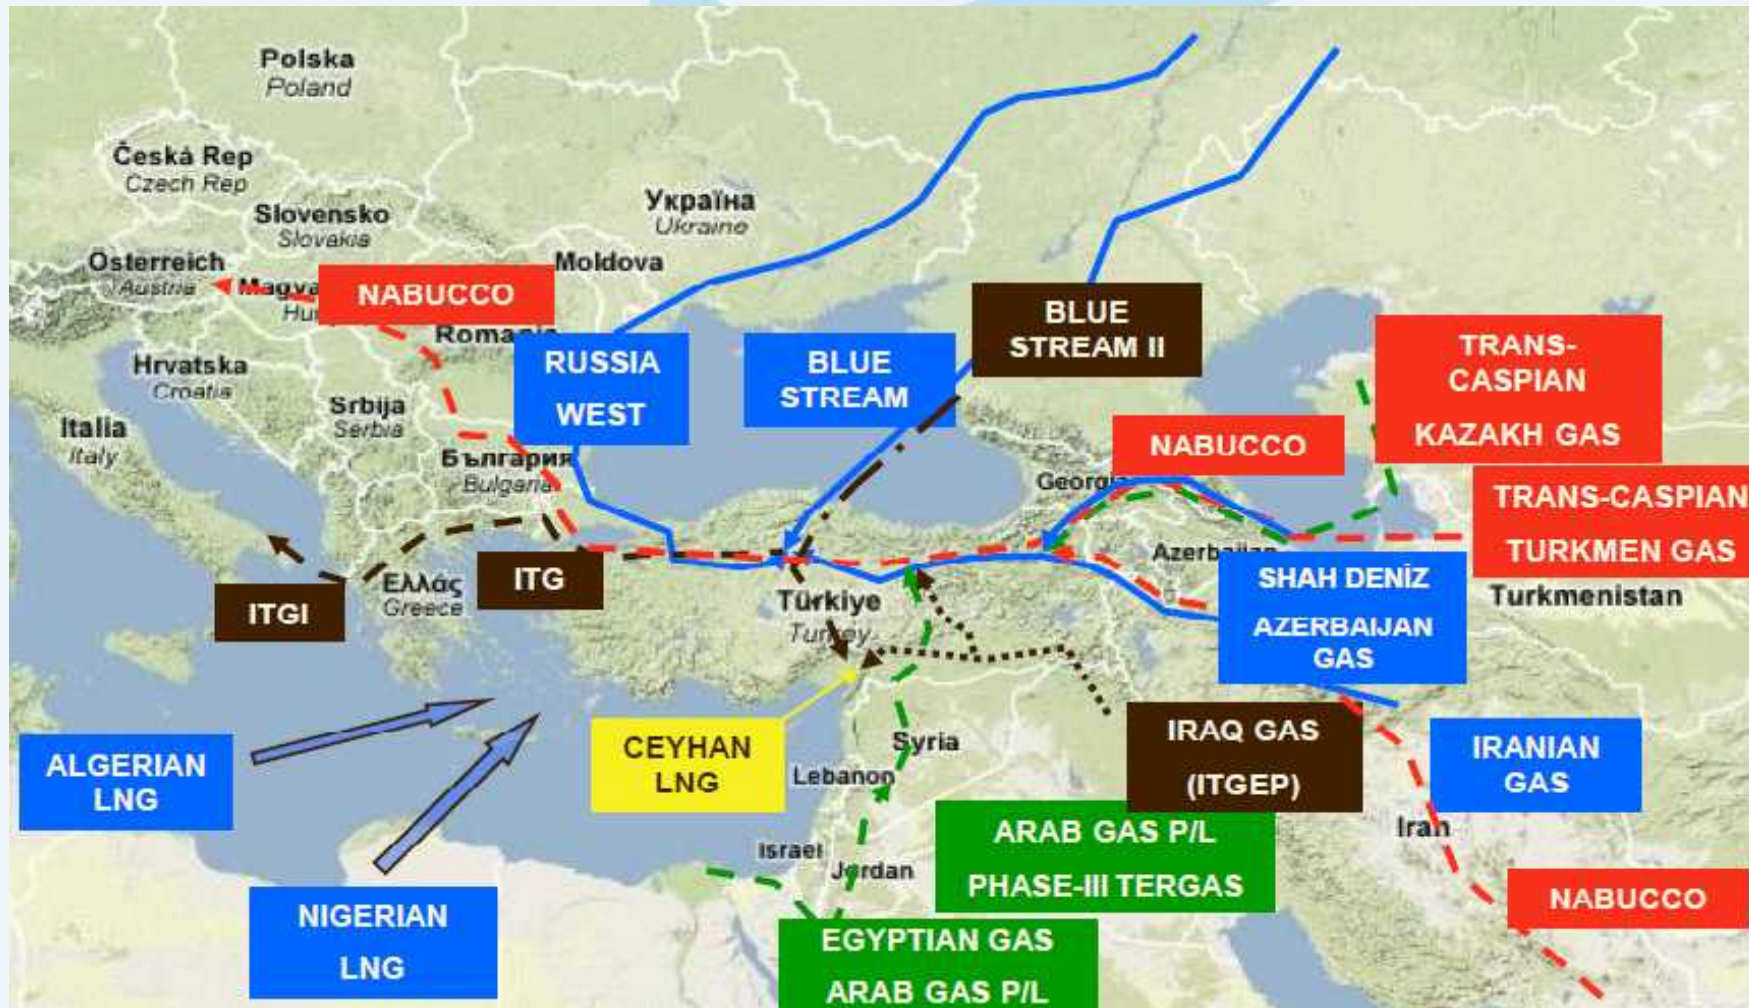 Polska
Poland
Česká Rep
Czech Rep
Slovensko
Slovakia
Україна
Ukraine
Österreich
Austria
Moldova
NABUCCO
BLUE
STREAM II
Hrvatska
Croatia
RUSSIA
WEST
BLUE
STREAM
TRANS-
CASPIAN
KAZAKH GAS
Srbija
Serbia
Italia
Italy
NABUCCO
България
Bulgaria
TRANS-CASPIAN
TURKMEN GAS
ITG
ITGI
Ελλάς
Greece
Türkiye
Turkey
SHAH DENİZ
AZERBAIJAN
GAS
Turkmenistan
ALGERIAN
LNG
CEYHAN
LNG
Syria
Lebanon
IRAQ GAS
(ITGEP)
IRANIAN
GAS
Iran
Israel
Jordan
ARAB GAS P/L
PHASE-III TERGAS
NABUCCO
NIGERIAN
LNG
EGYPTIAN GAS
ARAB GAS P/L